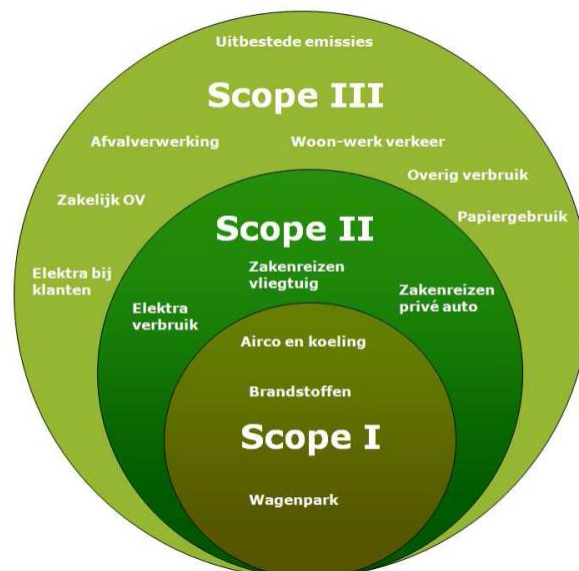 Uitbestede emissies
Scope III
Afvalverwerking
Woon-werk verkeer
Overig verbruik
Zakelijk OV
Papiergebruik
Scope II
Elektra bij
klanten
Zakenreizen
vliegtuig
Zakenreizen
privé auto
Elektra
verbruik
Airco en koeling
Brandstoffen
Scope I
Wagenpark